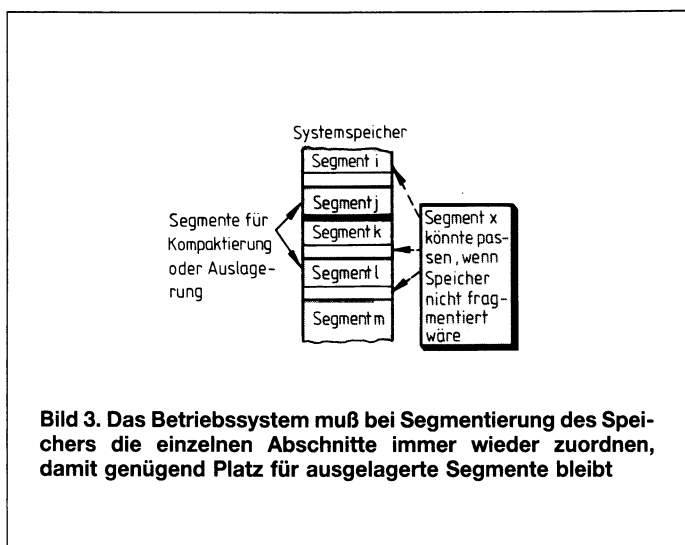 Systemspeicher
Segment i
Segment j
Segment k
Segment l
Segment m
Segmente für
Kompaktierung
oder Auslage-
rung
Segment x
könnte pas-
sen, wenn
Speicher
nicht frag-
mentiert
wäre
Bild 3. Das Betriebssystem muß bei Segmentierung des Spei-
chers die einzelnen Abschnitte immer wieder zuordnen,
damit genügend Platz für ausgelagerte Segmente bleibt